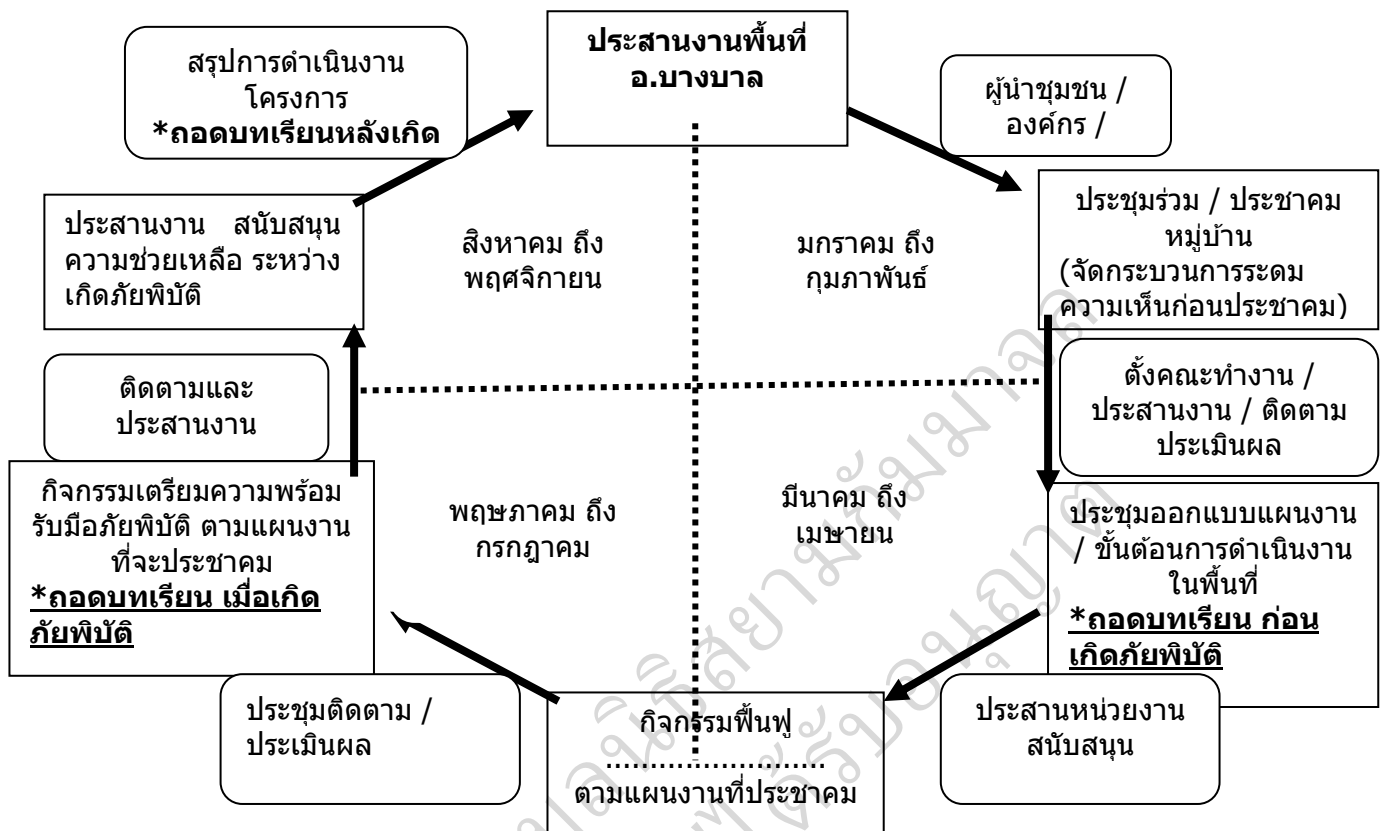 ประสานงานพื้นที่
อ.บางบาล
สรุปการดำเนินงาน
โครงการ
*ถอดบทเรียนหลังเกิด
ผู้นำชุมชน /
องค์กร /
ประสานงาน สนับสนุน
ความช่วยเหลือ ระหว่าง
เกิดภัยพิบัติ
สิงหาคม ถึง
พฤศจิกายน
มกราคม ถึง
กุมภาพันธ์
ประชุมร่วม / ประชาคม
หมู่บ้าน
(จัดกระบวนการระดม
ความเห็นก่อนประชาคม)
ติดตามและ
ประสานงาน
ตั้งคณะทำงาน /
ประสานงาน / ติดตาม
ประเมินผล
กิจกรรมเตรียมความพร้อม
รับมือภัยพิบัติ ตามแผนงาน
ที่จะประชาคม
*ถอดบทเรียน เมื่อเกิด
ภัยพิบัติ
พฤษภาคม ถึง
กรกฎาคม
มีนาคม ถึง
เมษายน
ประชุมออกแบบแผนงาน
/ ขั้นต้อนการดำเนินงาน
ในพื้นที่
*ถอดบทเรียน ก่อน
เกิดภัยพิบัติ
ประชุมติดตาม /
ประเมินผล
กิจกรรมฟื้นฟู
........................
ตามแผนงานที่ประชาคม
ประสานหน่วยงาน
สนับสนุน